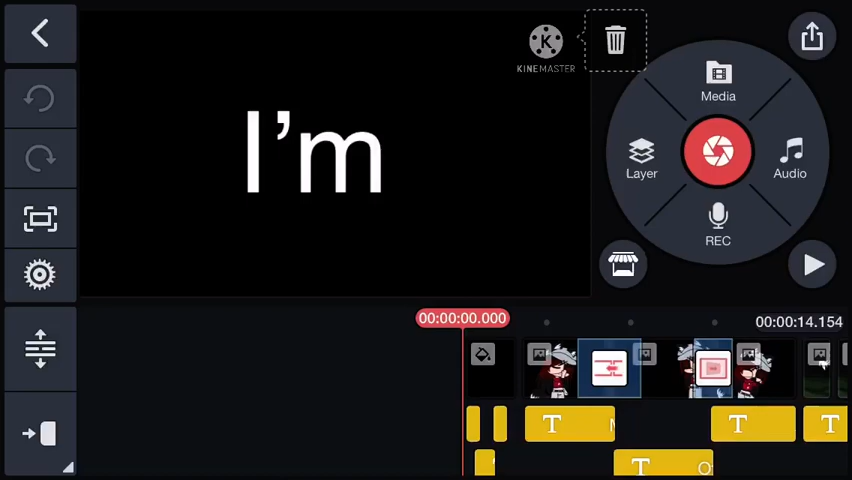 I'm
KINEMASTER
Media
Layer
Audio
REC
00:00:00.000
00:00:14.154
T
T
T
T